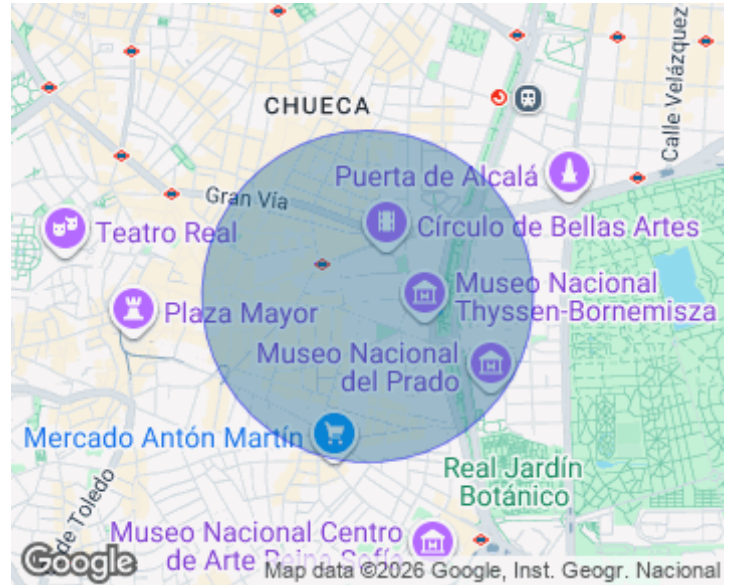 CHUECA
Calle Velázquez
Puerta de Alcalá
Gran Vía
Teatro Real
Círculo de Bellas Artes
Museo Nacional
Thyssen-Bornemisza
Plaza Mayor
Museo Nacional
del Prado
Mercado Antón Martín
Real Jardín
Botánico
de Toledo
Museo Nacional Centro
de Arte Reina Sofía
Google
Map data ©2026 Google, Inst. Geogr. Nacional